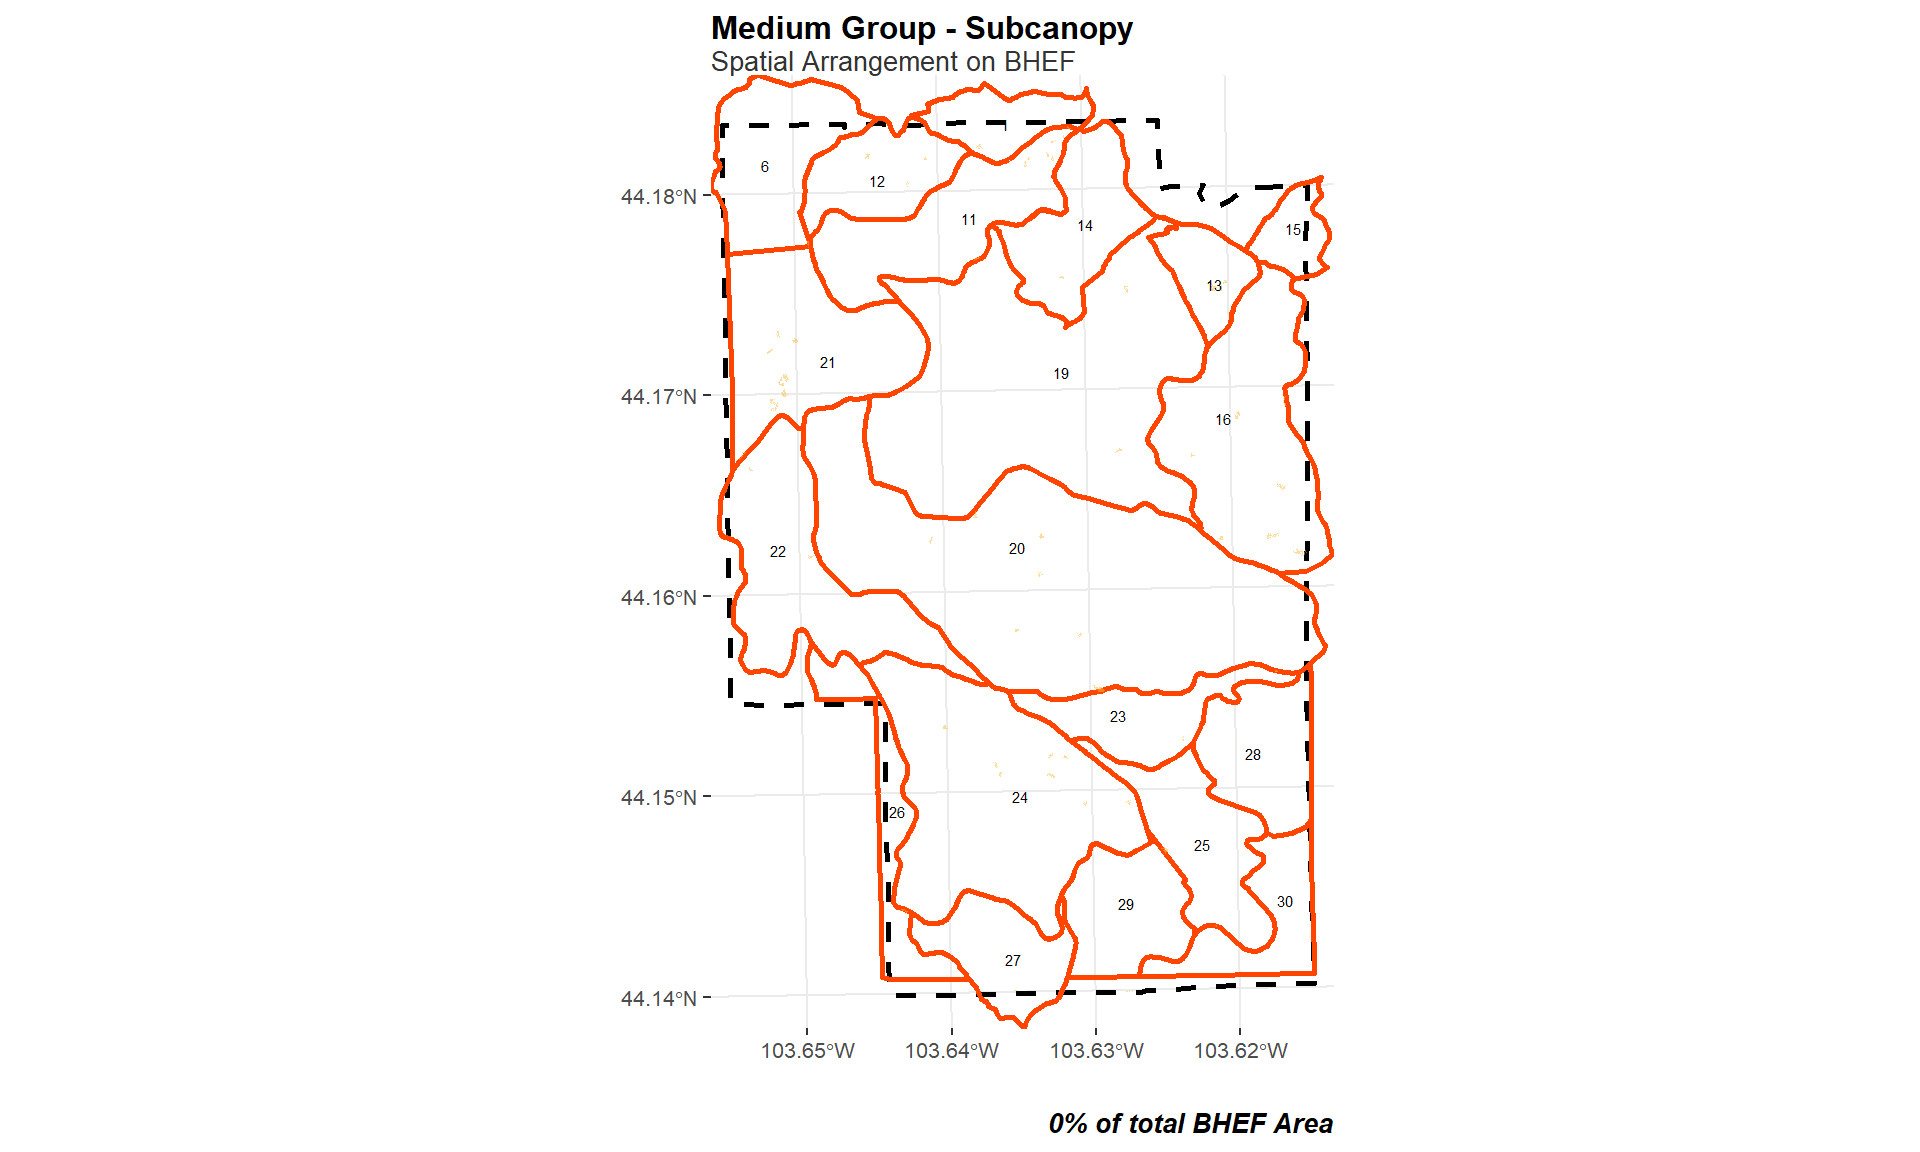 Medium Group - Subcanopy
Spatial Arrangement on BHEF
6
12
44.18°N
11
14
15
13
21
19
44.17°N
16
20
22
44.16°N
23
28
44.15°N
24
26
25
29
30
27
44.14°N
103.65°W 103.64°W 103.63°W 103.62°W
0% of total BHEF Area